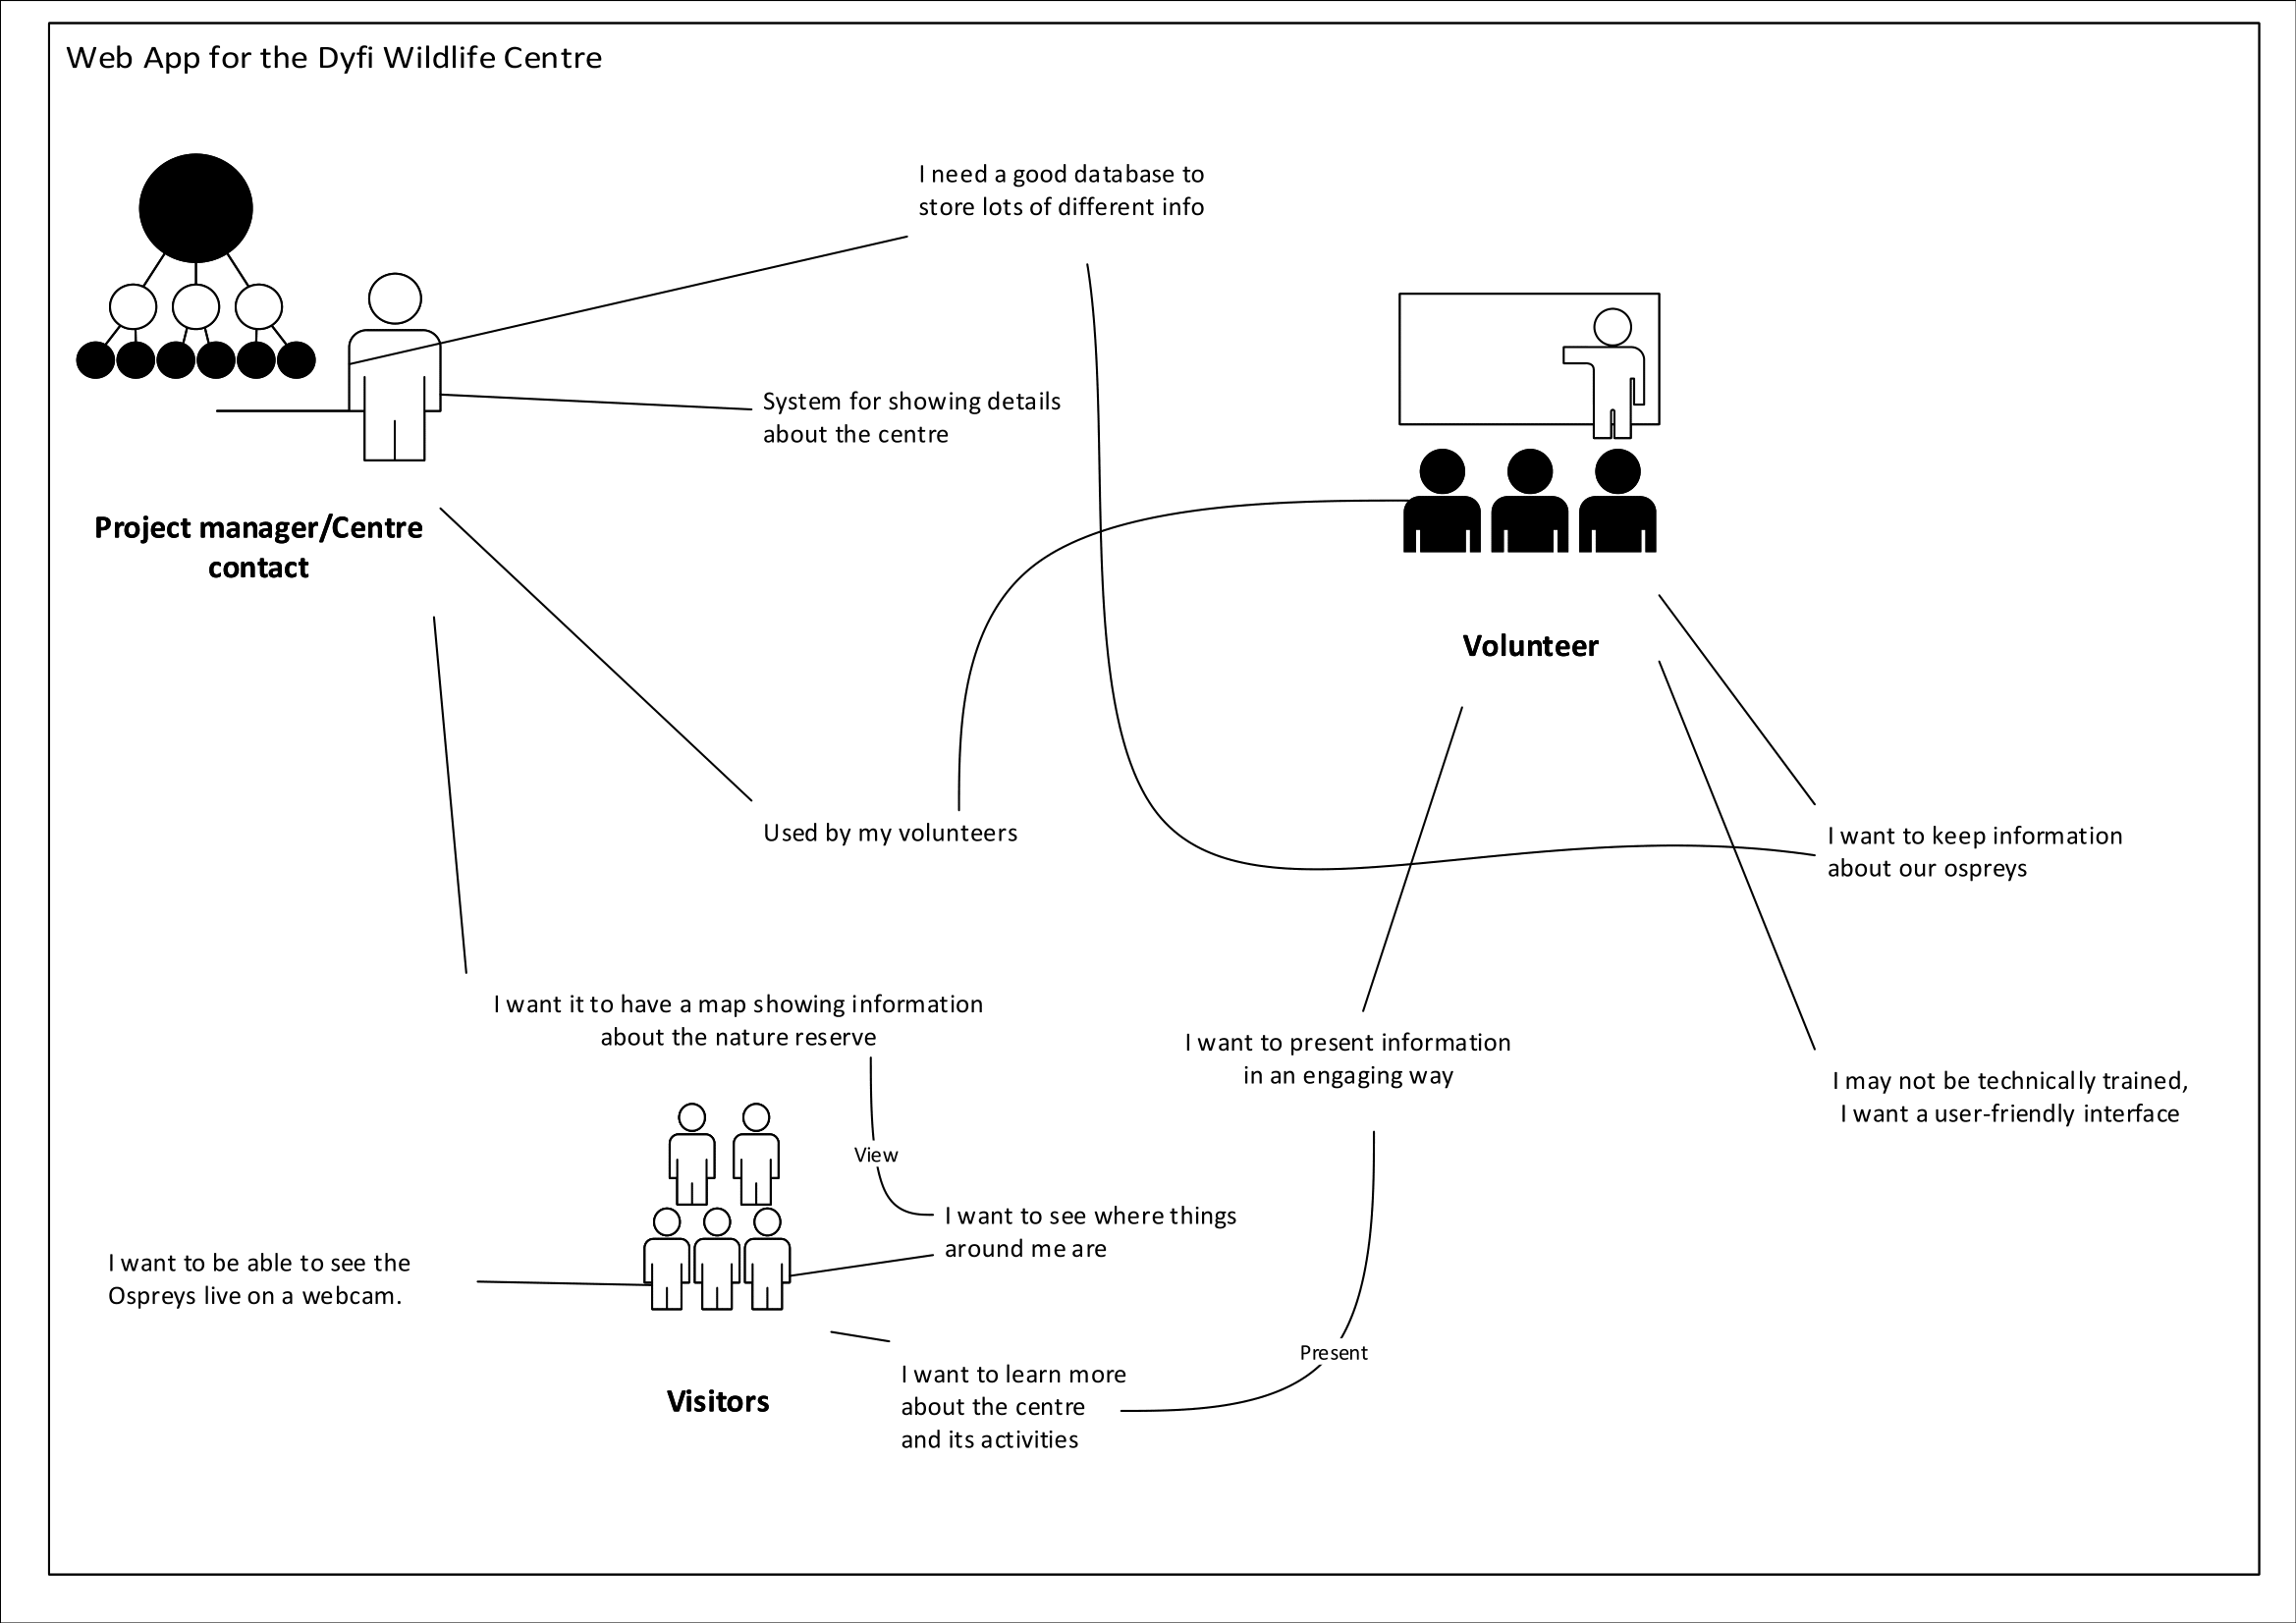 Web App for the Dyfi Wildlife Centre
I need a good database to
store lots of different info
System for showing details
about the centre
Project manager/Centre
contact
Volunteer
Used by my volunteers
I want to keep information
about our ospreys
I want it to have a map showing information
about the nature reserve
I want to present information
in an engaging way
I may not be technically trained,
I want a user-friendly interface
View
I want to see where things
around me are
I want to be able to see the
Ospreys live on a webcam.
Present
I want to learn more
about the centre
and its activities
Visitors